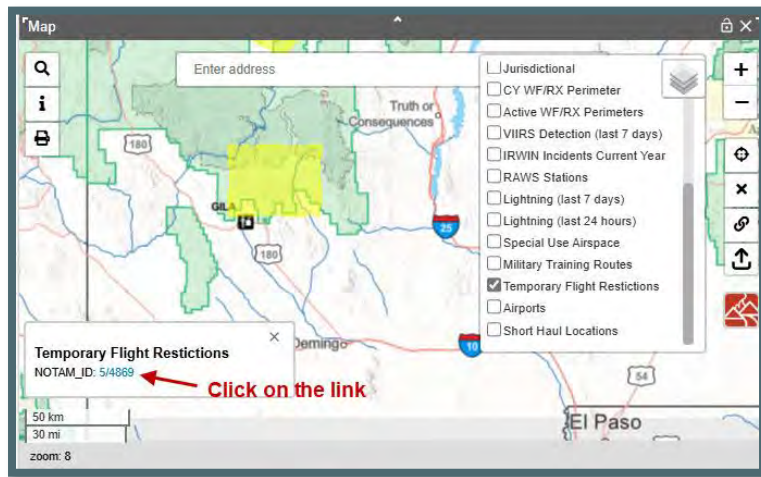 Map
Enter address
Jurisdictional
CY WF/RX Perimeter
Active WF/RX Perimeters
VIIRS Detection (last 7 days)
IRWIN Incidents Current Year
RAWS Stations
Lightning (last 7 days)
Lightning (last 24 hours)
Special Use Airspace
Military Training Routes
Temporary Flight Restictions
Airports
Short Haul Locations
Truth or
Consequences
180
GILA
25
180
Deming
10
54
El Paso
Temporary Flight Restictions
NOTAM_ID: 5/4869
Click on the link
50 km
30 mi
zoom: 8